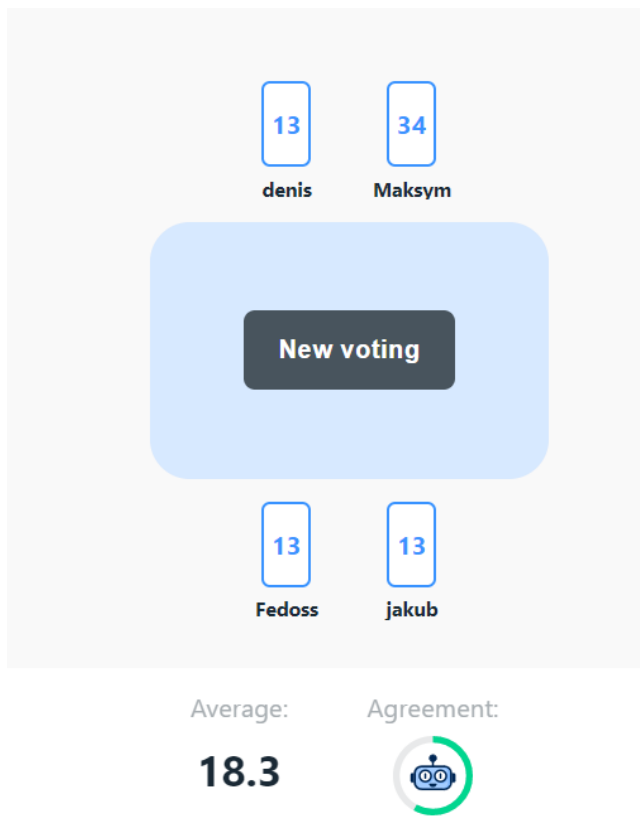 13 34
denis Maksym
New voting
13 13
Fedoss jakub
Average: Agreement:
18.3